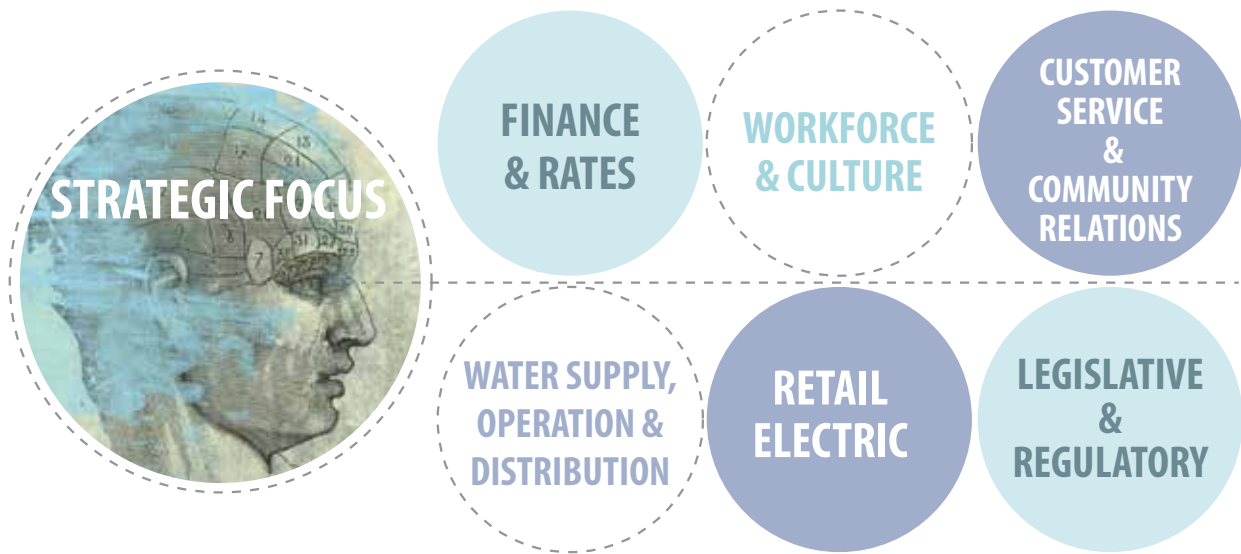 STRATEGIC FOCUS
FINANCE
& RATES
WORKFORCE
& CULTURE
CUSTOMER
SERVICE
&
COMMUNITY
RELATIONS
WATER SUPPLY,
OPERATION &
DISTRIBUTION
RETAIL
ELECTRIC
LEGISLATIVE
&
REGULATORY